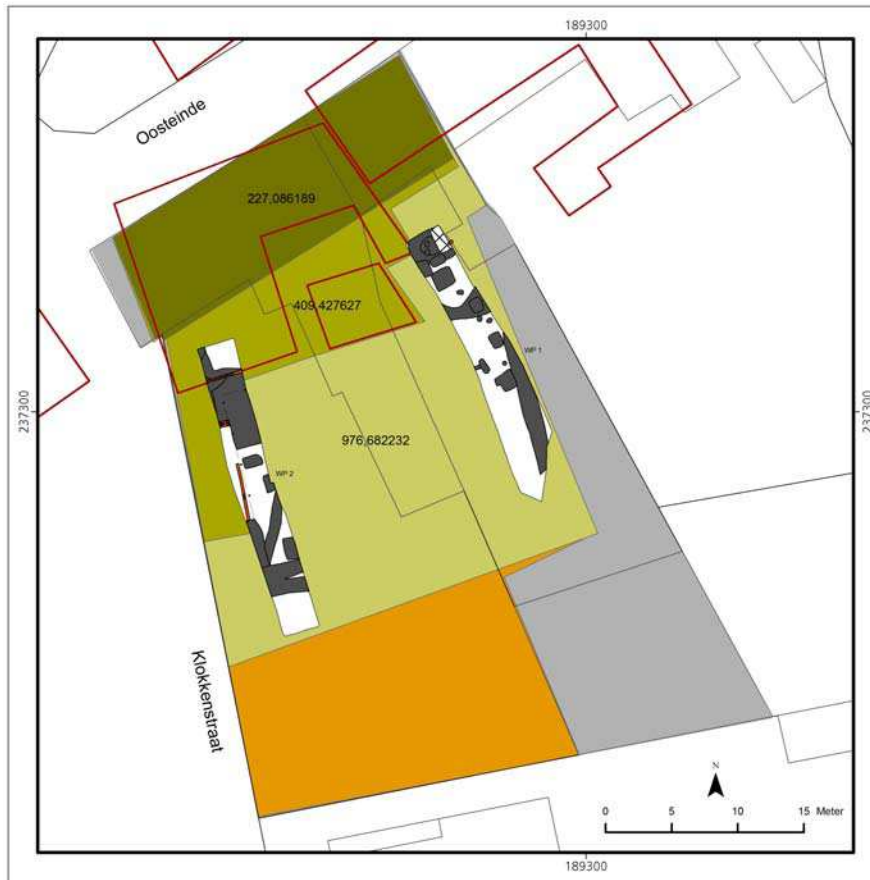 189300
Oosteinde
227,086189
409,427627
WP 1
237300
237300
976,682232
WP 2
Klokkenstraat
N
0 5 10 15 Meter
189300